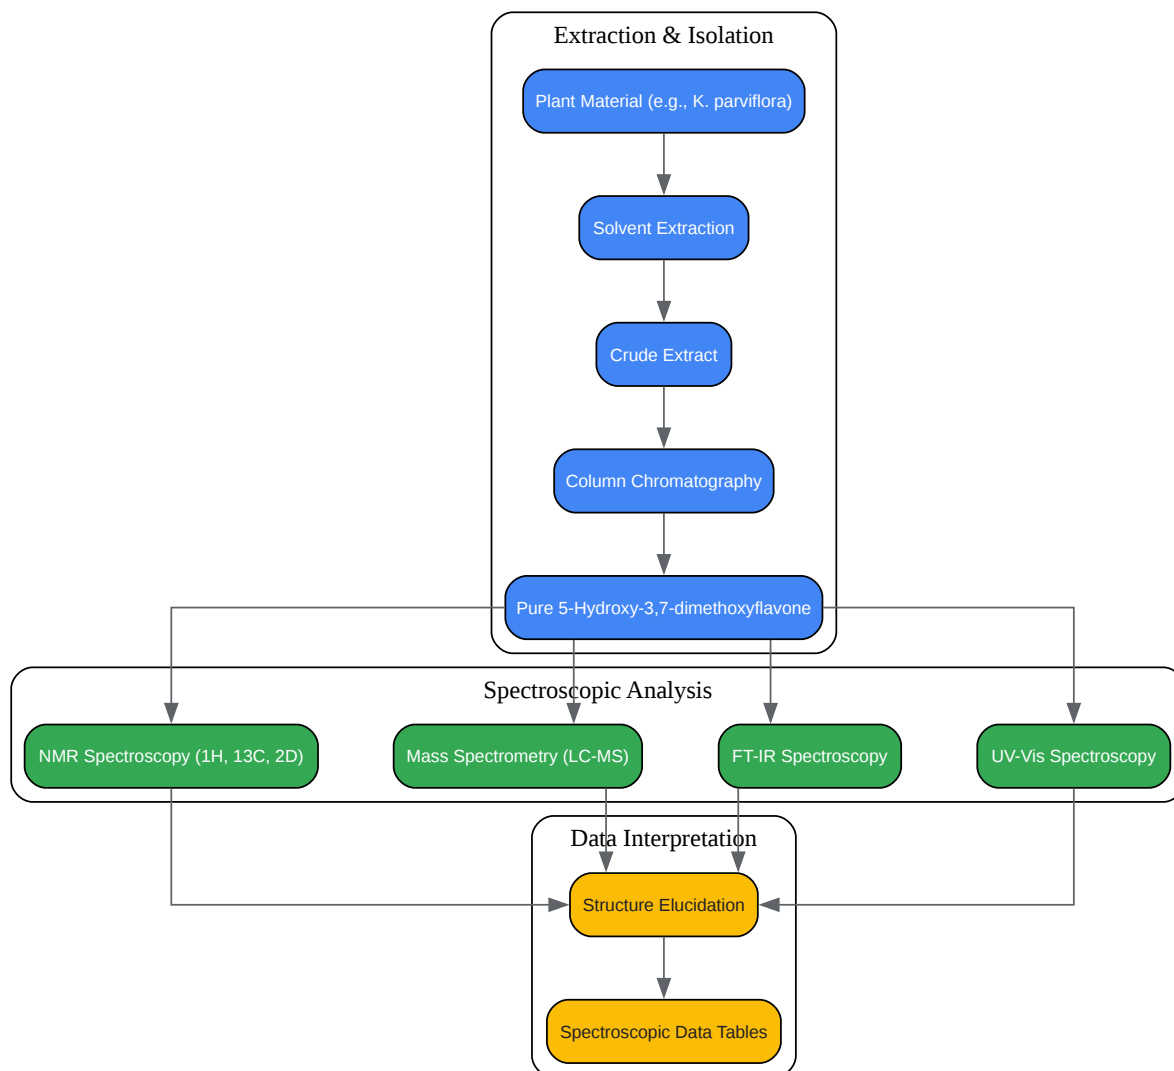 Extraction & Isolation
Plant Material (e.g., K. parviflora)
Solvent Extraction
Crude Extract
Column Chromatography
Pure 5-Hydroxy-3,7-dimethoxyflavone
Spectroscopic Analysis
NMR Spectroscopy (1H, 13C, 2D)
Mass Spectrometry (LC-MS)
FT-IR Spectroscopy
UV-Vis Spectroscopy
Data Interpretation
Structure Elucidation
Spectroscopic Data Tables